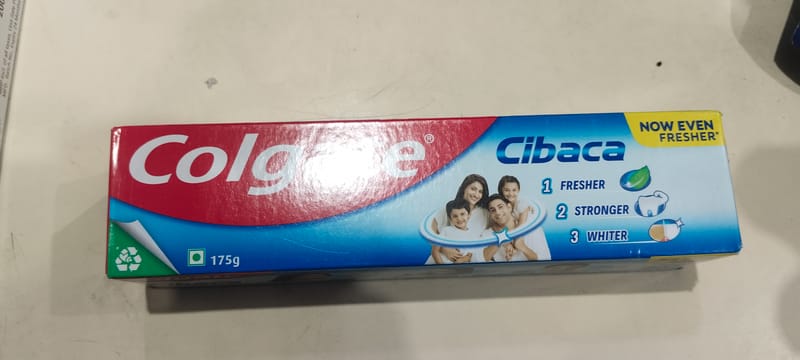 Colgate®
Cibaca
NOW EVEN
FRESHER*
1 FRESHER
2 STRONGER
3 WHITER
175g